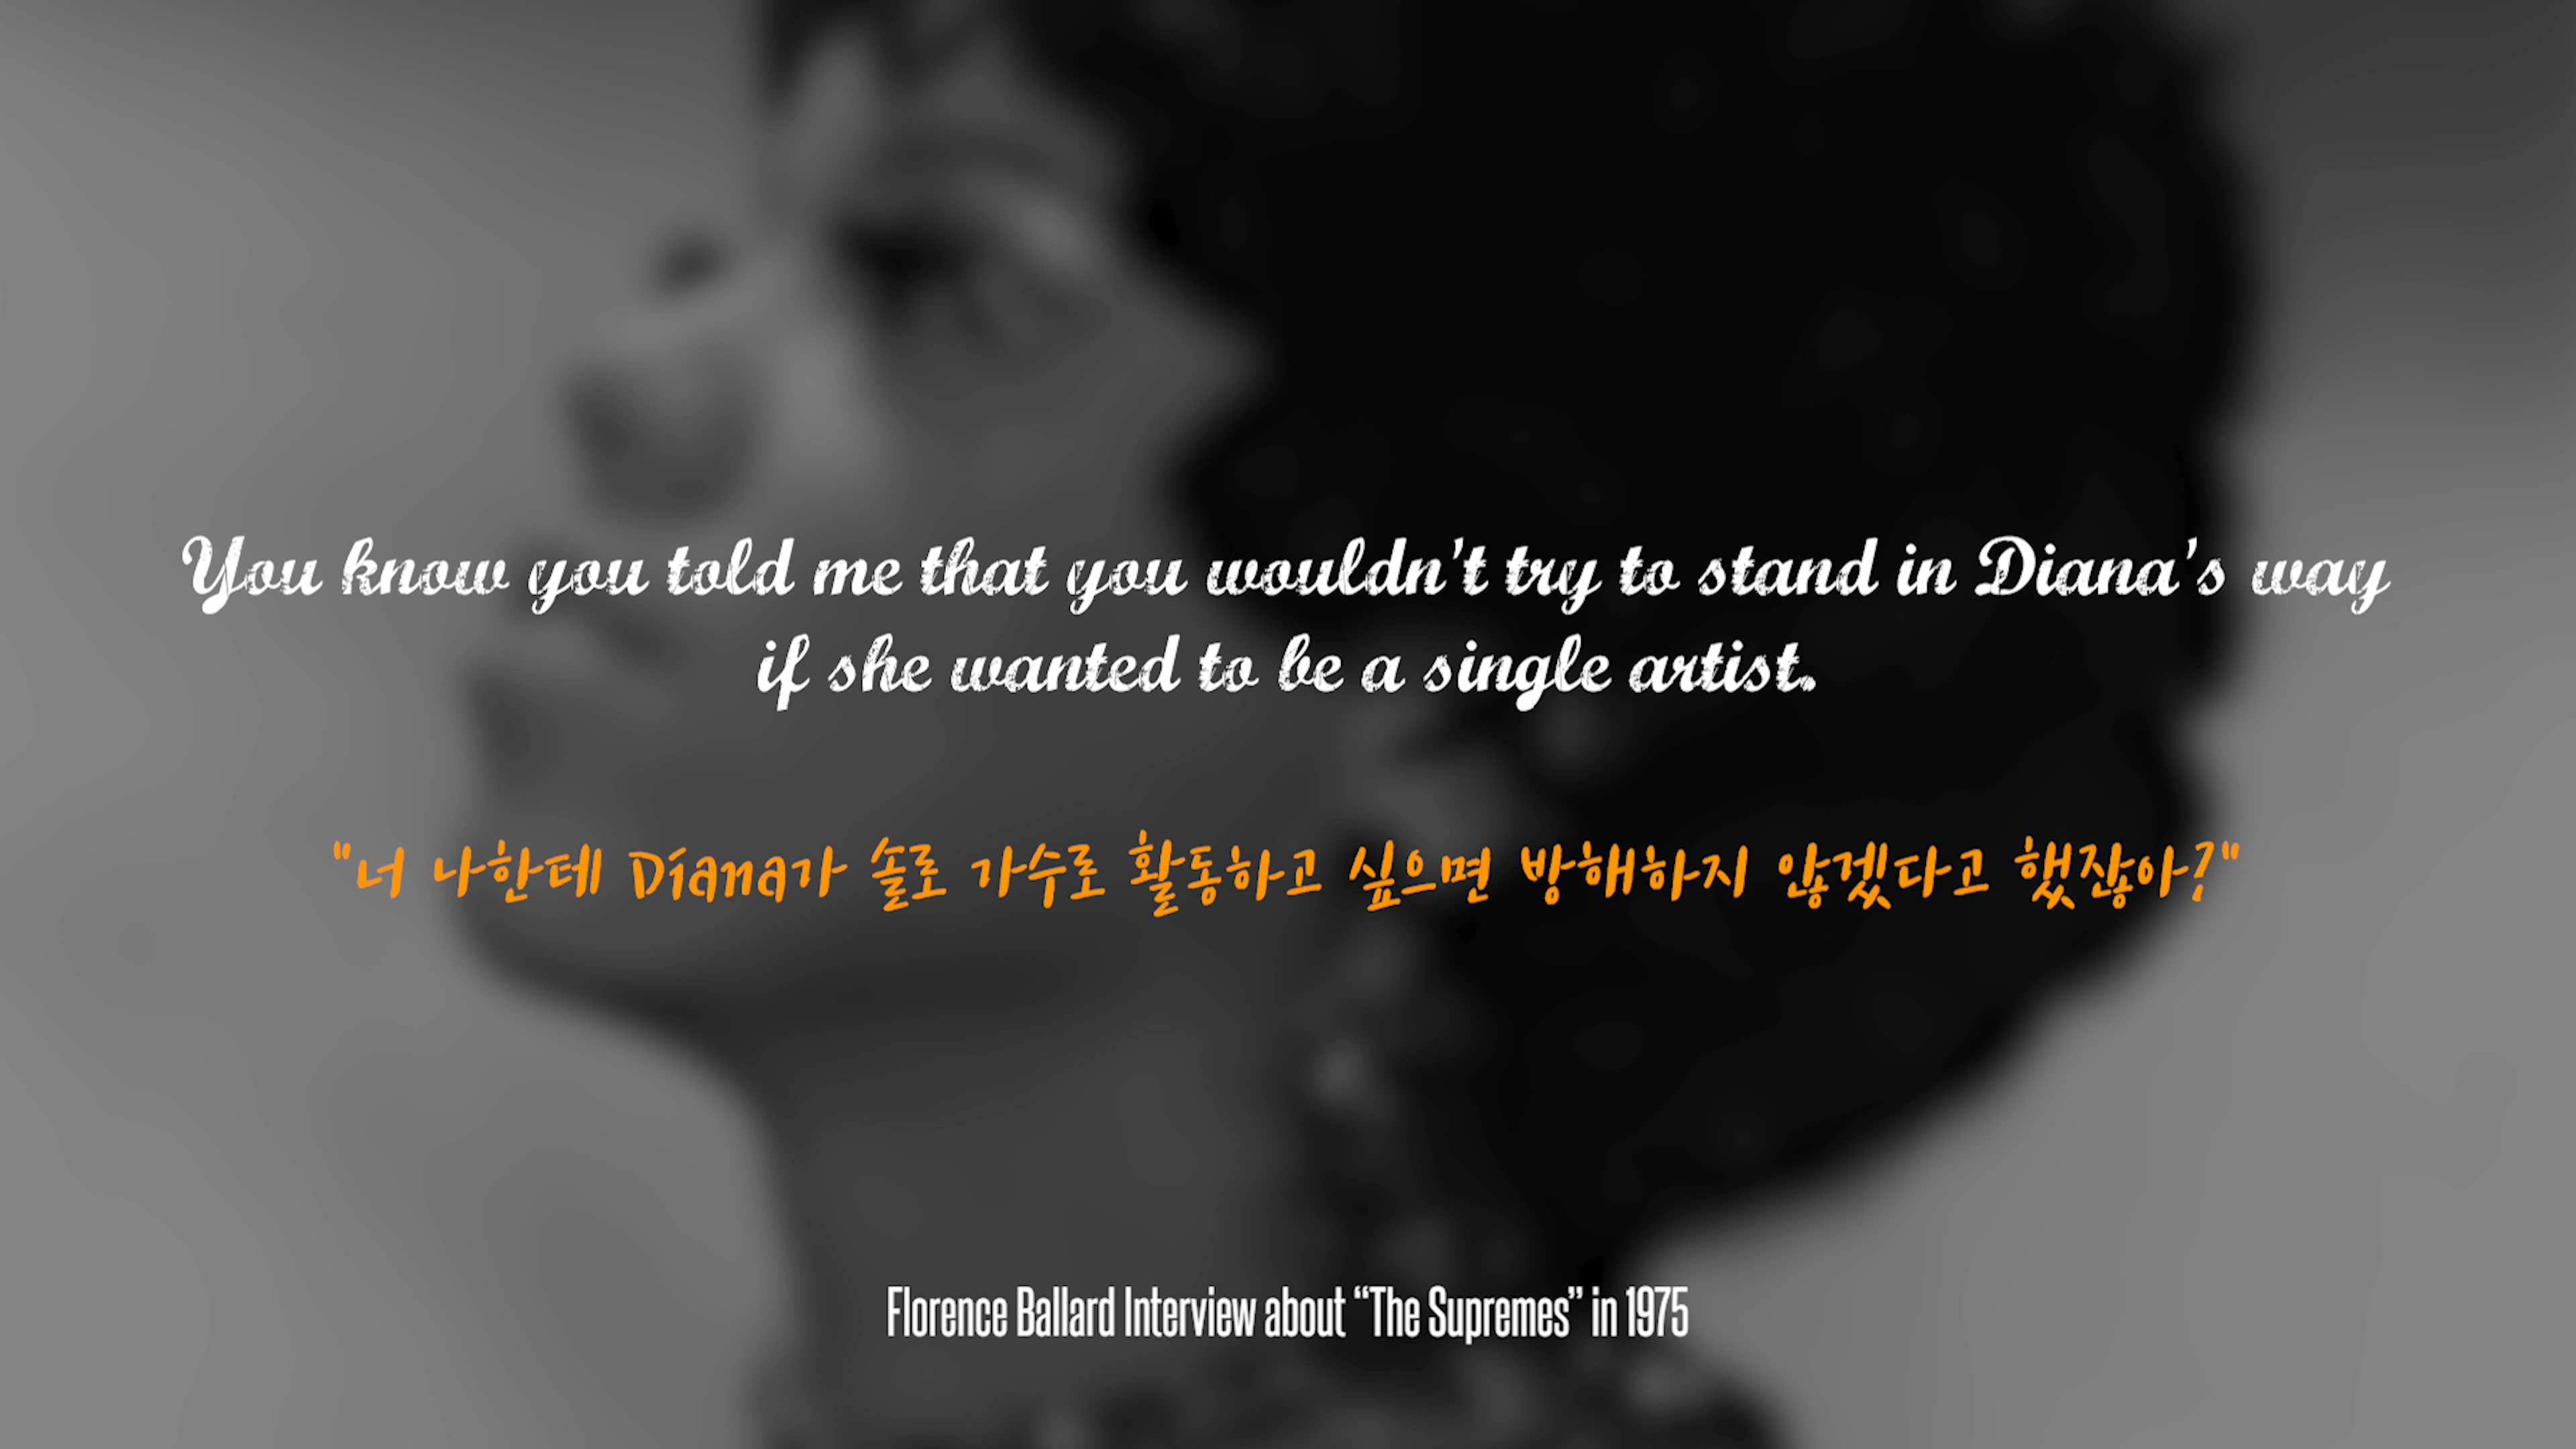 You know you told me that you wouldn't try to stand in Diana's way
if she wanted to be a single artist.
"너 나한테 Diana가 솔로 가수로 활동하고 싶으면 방해하지 않겠다고 했잖아?"
Florence Ballard Interview about “The Supremes” in 1975